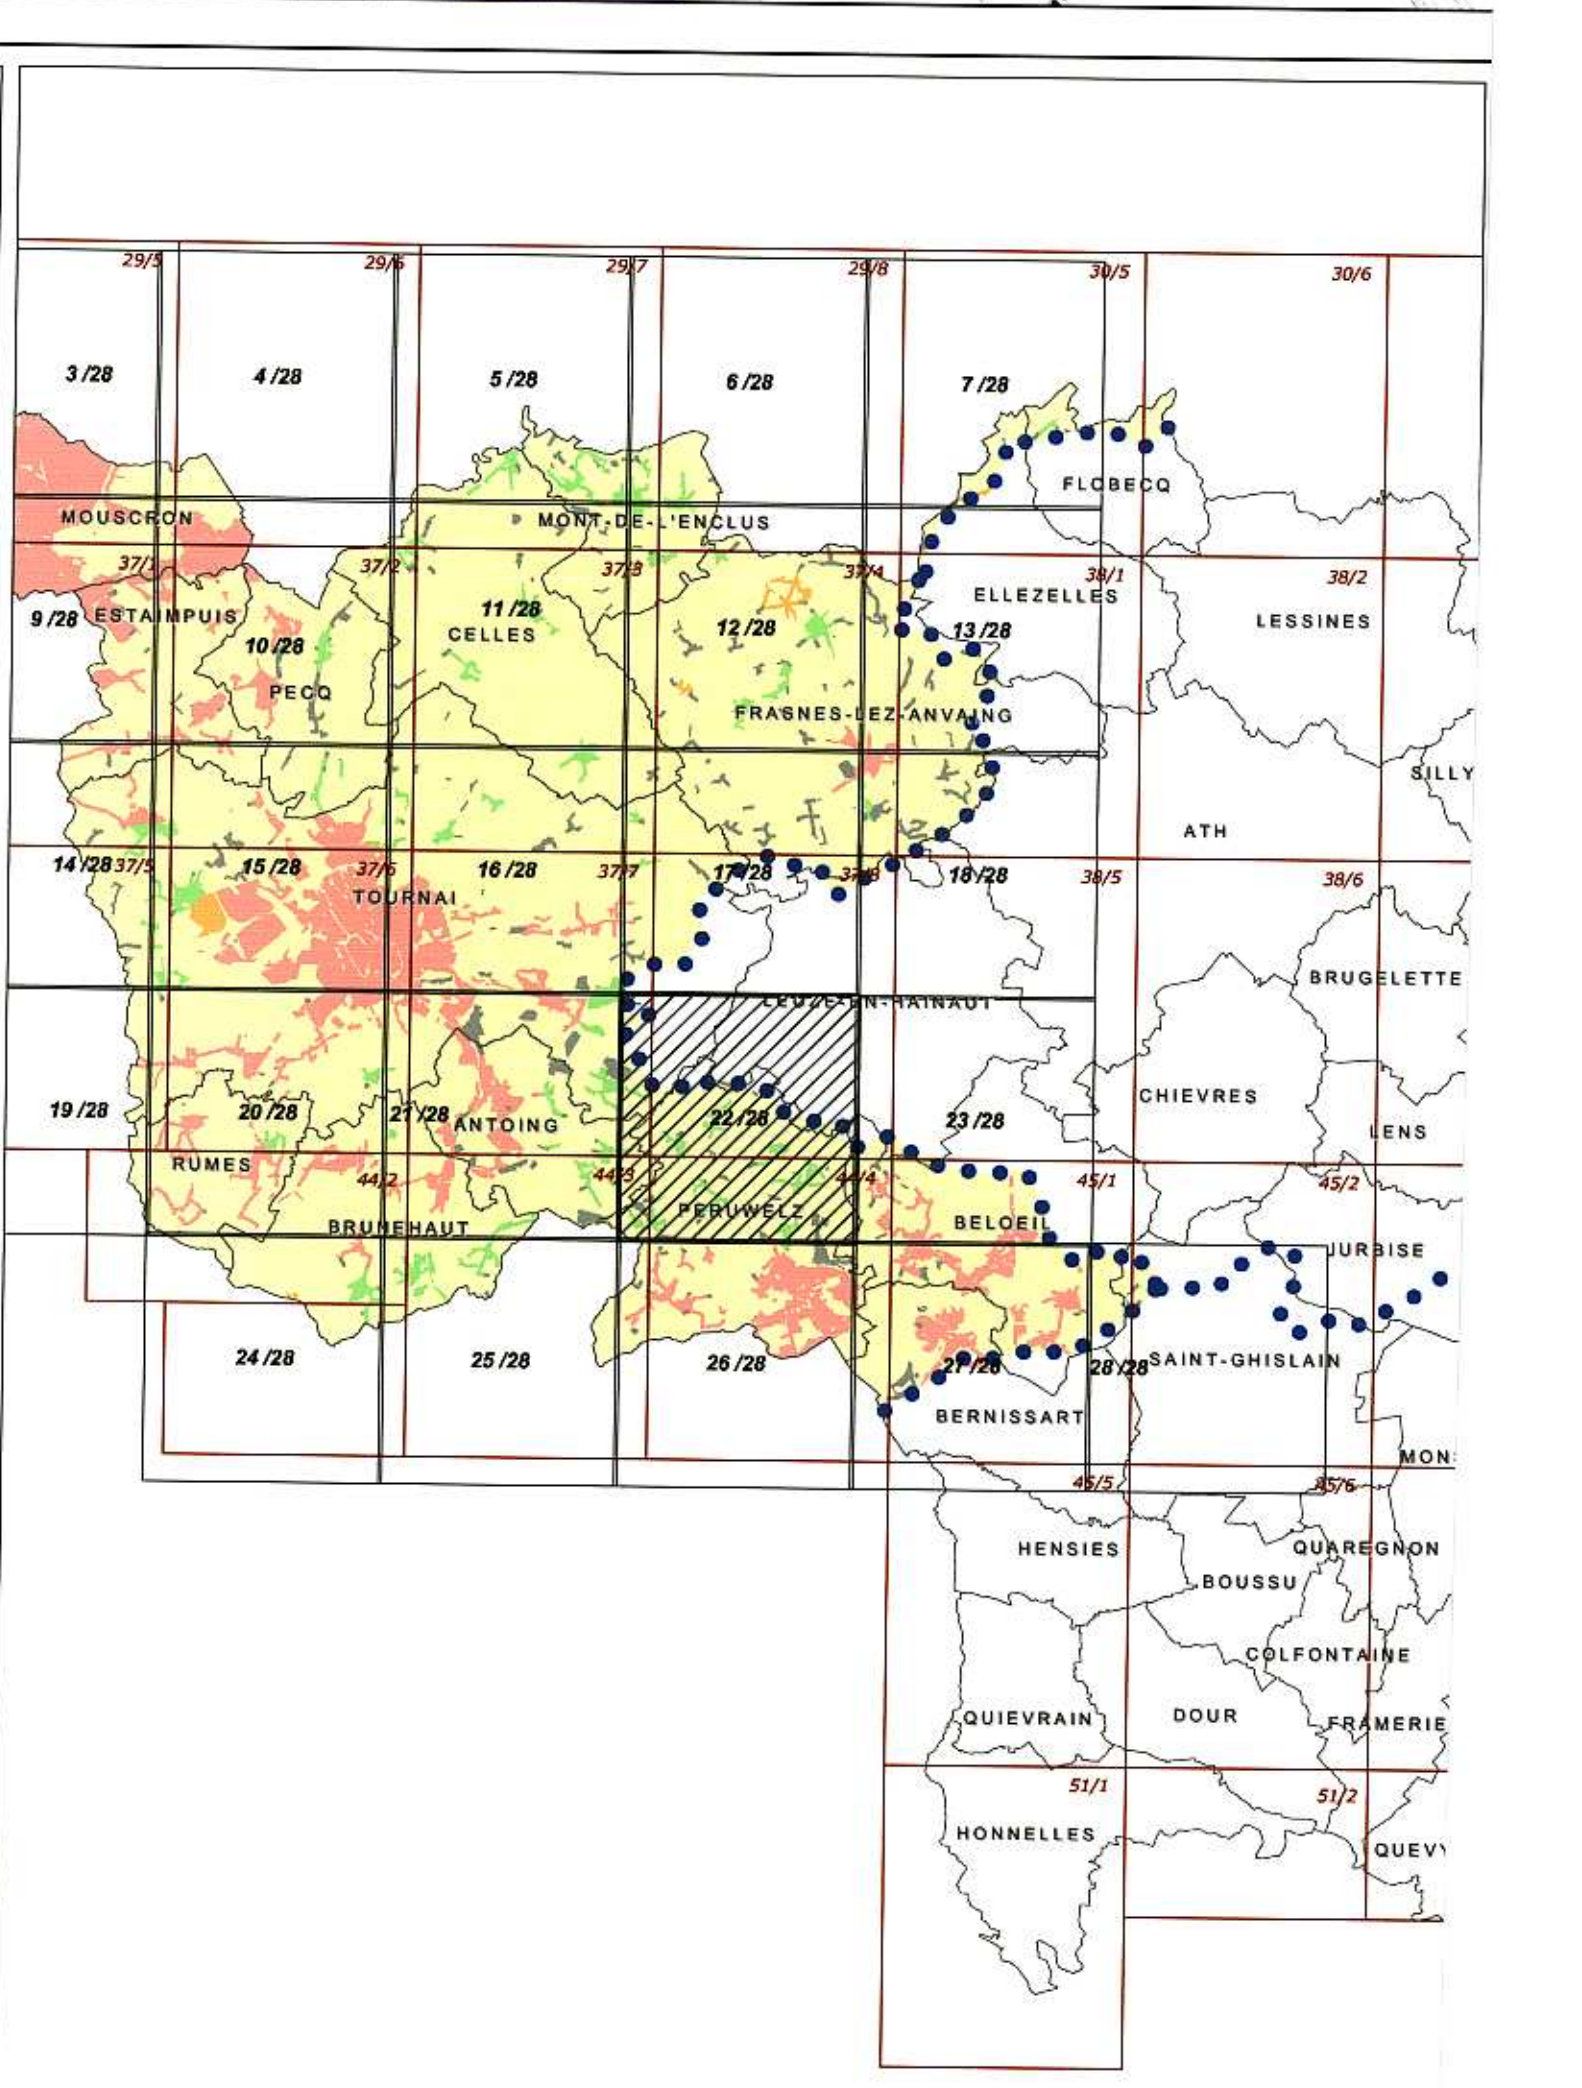 29/5
29/6
29/7
29/8
30/5
30/6
3 /28
4 /28
5 /28
6 /28
7 /28
FLOBECQ
MOUSCRON
MONT-DE-L'ENCLUS
37/1
37/2
37/3
37/4
38/1
38/2
ELLEZELLES
9 /28
ESTAIMPUIS
11 /28
12 /28
13 /28
LESSINES
10 /28
CELLES
PECQ
FRASNES-LEZ-ANVAING
SILLY
ATH
14 /28
37/5
15 /28
37/6
16 /28
37/7
17 /28
37/8
18 /28
38/5
38/6
TOURNAI
BRUGELETTE
LEUZE-EN-HAINAUT
CHIEVRES
19 /28
20 /28
21 /28
ANTOING
22 /28
23 /28
LENS
RUMES
44/2
44/3
44/4
45/1
45/2
PERUWELZ
BELOEIL
BRUNEHAUT
JURBISE
24 /28
25 /28
26 /28
27 /28
28 /28
SAINT-GHISLAIN
BERNISSART
MONS
45/5
45/6
HENSIES
QUAREGNON
BOUSSU
COLFONTAINE
QUIEVRAIN
DOUR
FRAMERIE
51/1
51/2
HONNELLES
QUEVY